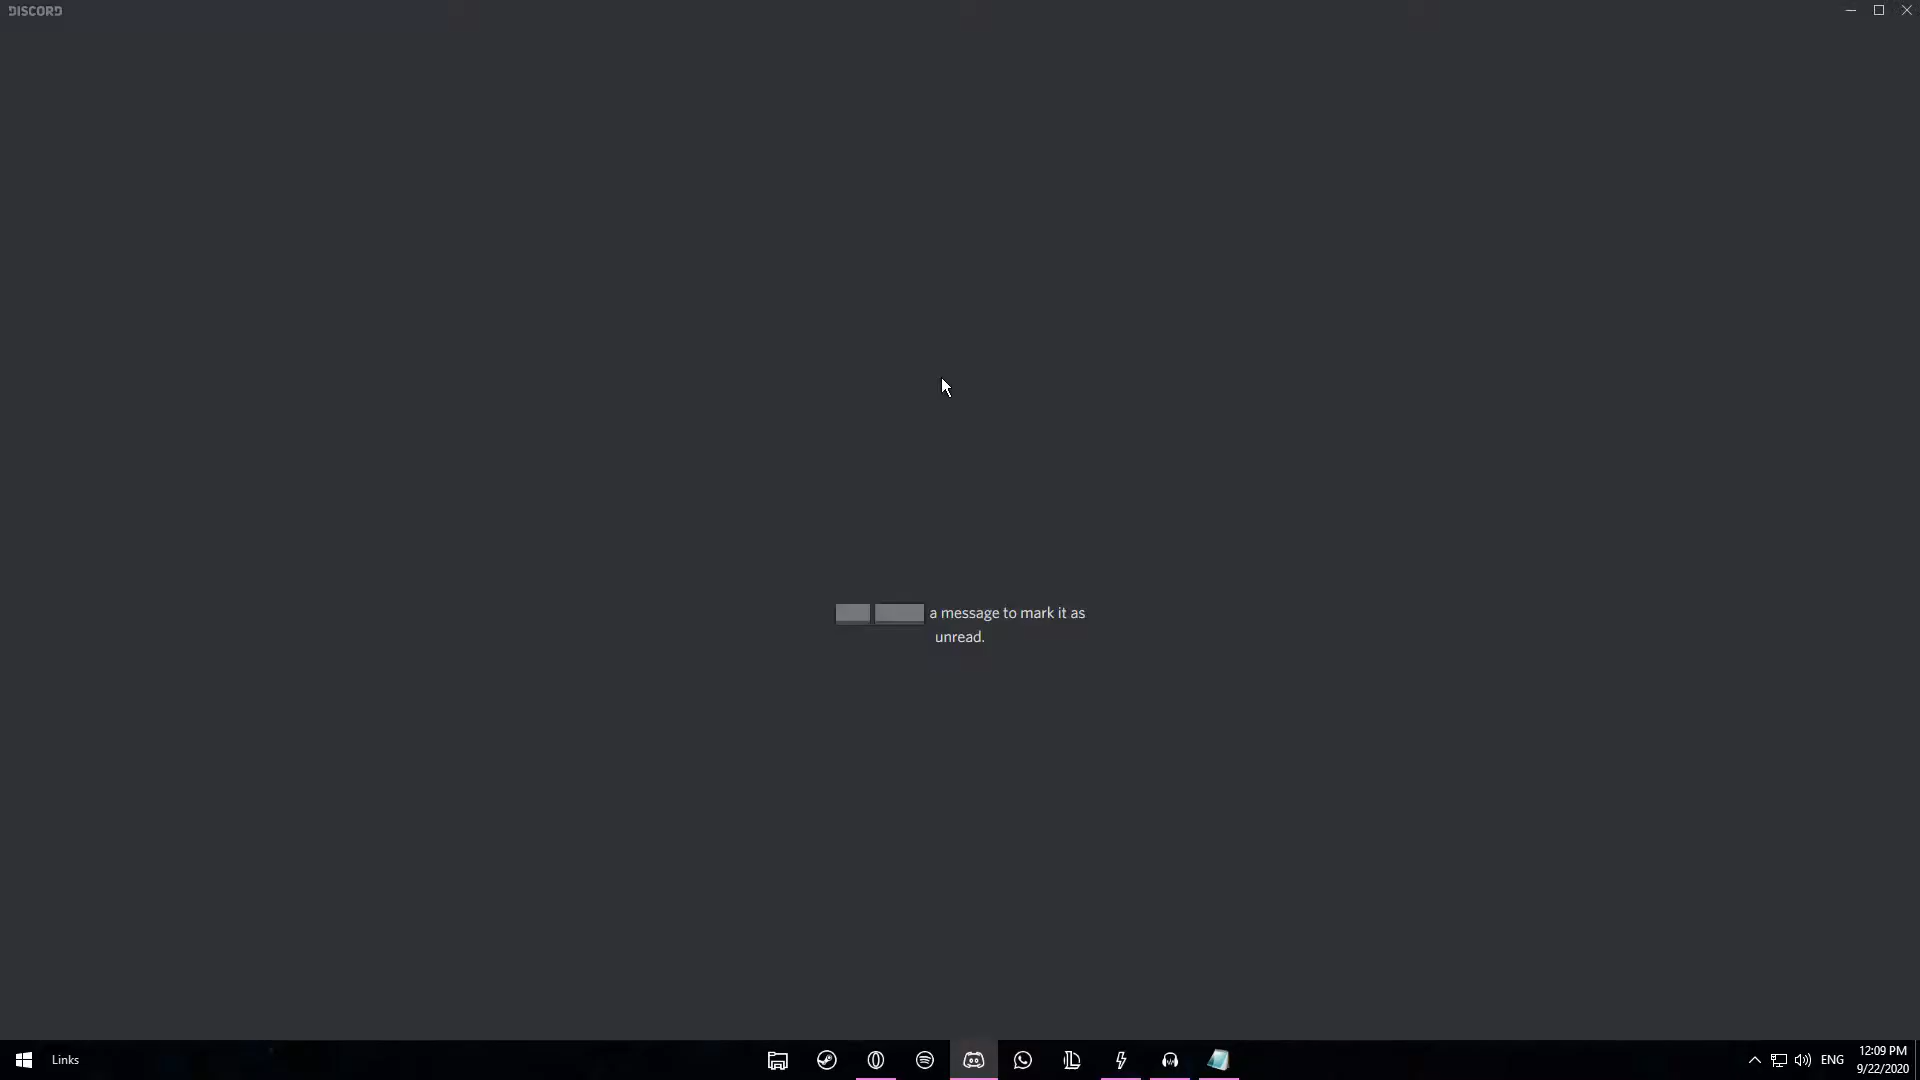 DISCORD
a message to mark it as
unread.
Links
ENG
12:09 PM
9/22/2020